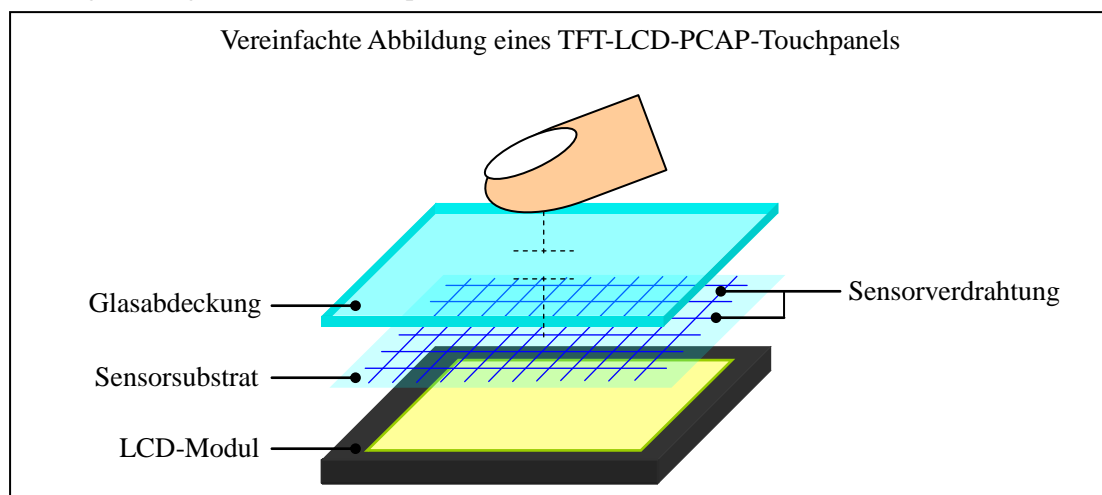 Vereinfachte Abbildung eines TFT-LCD-PCAP-Touchpanels
Glasabdeckung
Sensorverdrahtung
Sensorsubstrat
LCD-Modul